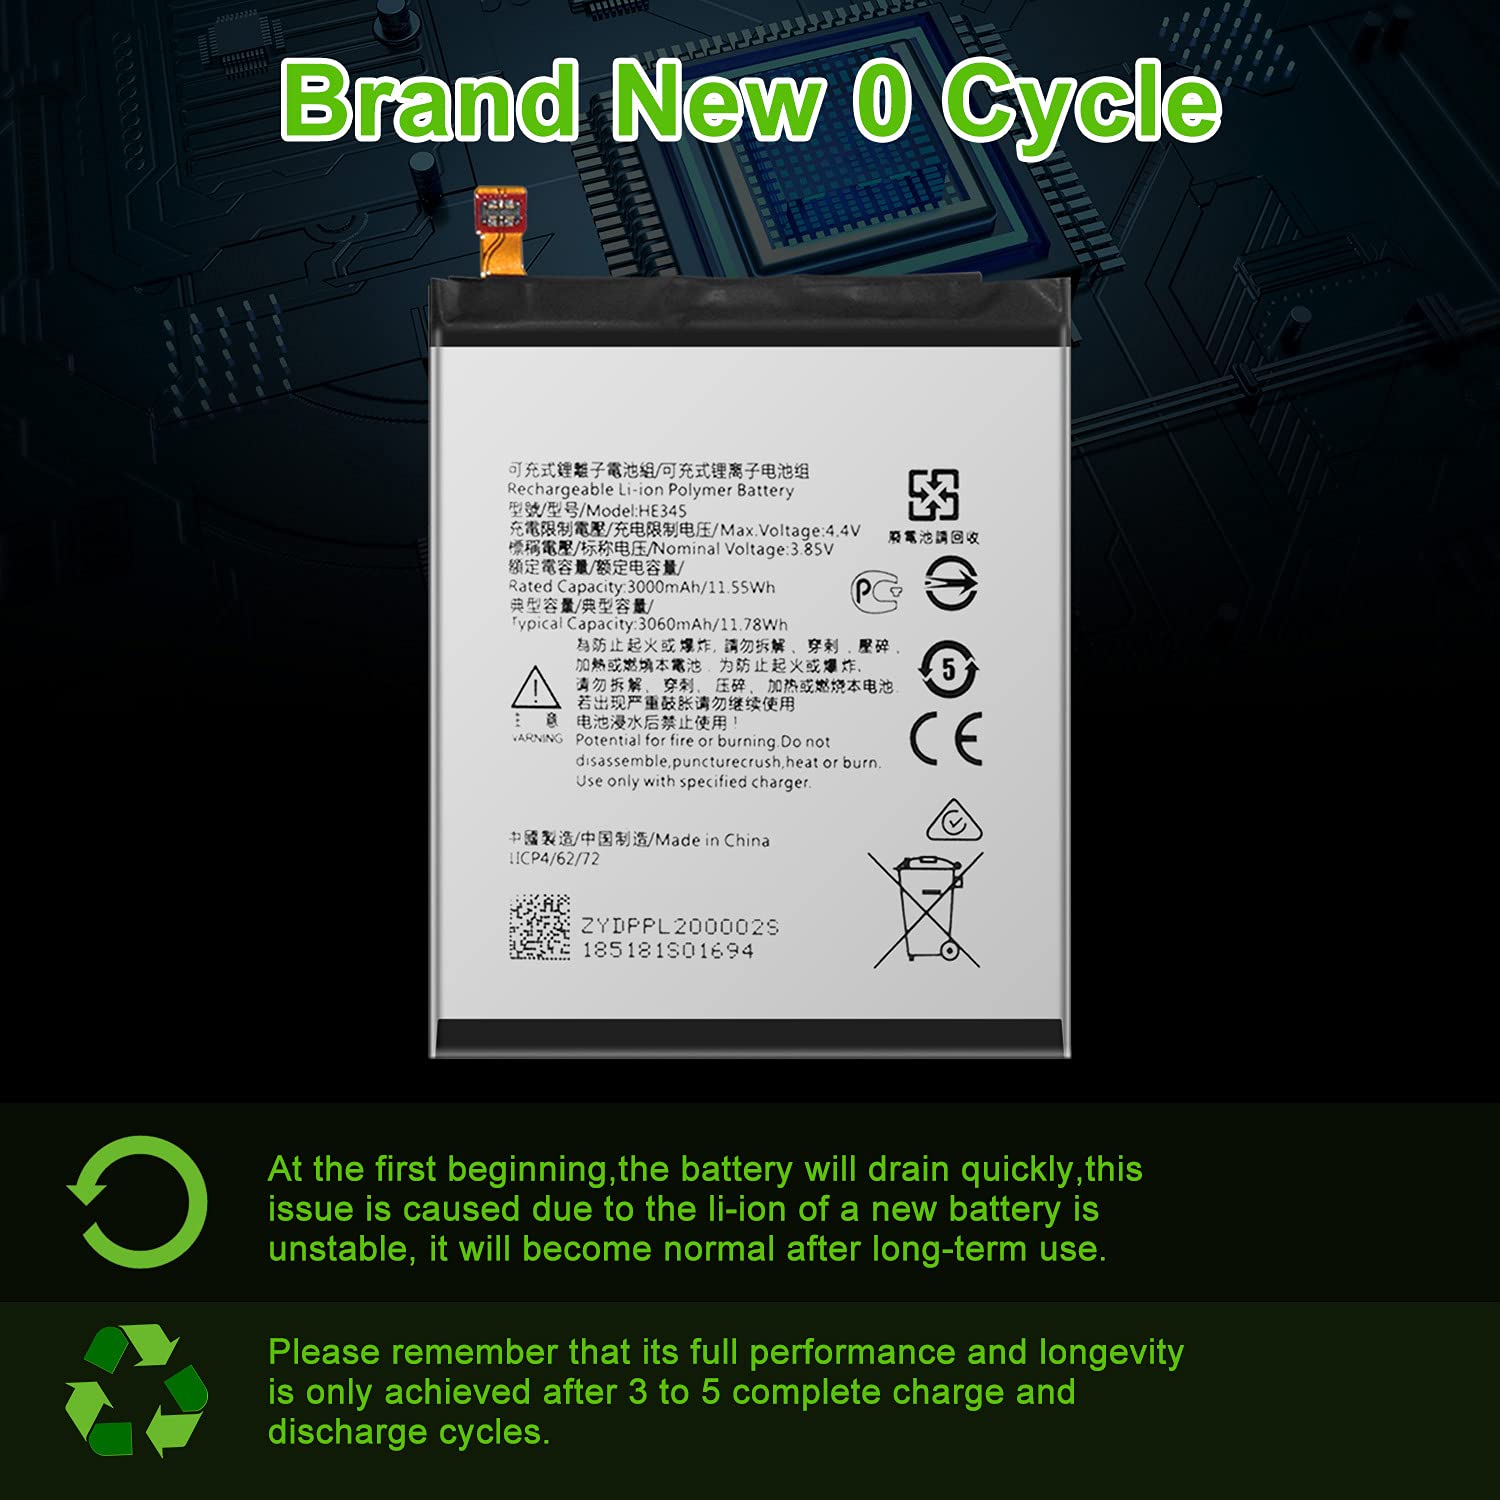 Brand New 0 Cycle
可充式鋰離子電池組/可充式锂离子电池组
Rechargeable Li-ion Polymer Battery
型號/型号/Model:HE345
充電限制電壓/充电限制电压/Max.Voltage:4.4V
標稱電壓/标称电压/Nominal Voltage:3.85V
額定電容量/额定电容量/
Rated Capacity:3000mAh/11.55Wh
典型容量/典型容量/
Typical Capacity:3060mAh/11.78Wh
為防止起火或爆炸, 請勿拆解、穿刺、壓碎、
加熱或燃燒本電池. 为防止起火或爆炸,
请勿拆解、穿刺、压碎、加热或燃烧本电池.
若出现严重鼓胀请勿继续使用
电池浸水后禁止使用!
注意
WARNING
Potential for fire or burning.Do not
disassemble,puncturecrush,heat or burn.
Use only with specified charger.
廢電池請回收
PC
5
CE
中國製造/中国制造/Made in China
1ICP4/62/72
ZYDPPL200002S
185181S01694
At the first beginning,the battery will drain quickly,this
issue is caused due to the li-ion of a new battery is
unstable, it will become normal after long-term use.
Please remember that its full performance and longevity
is only achieved after 3 to 5 complete charge and
discharge cycles.